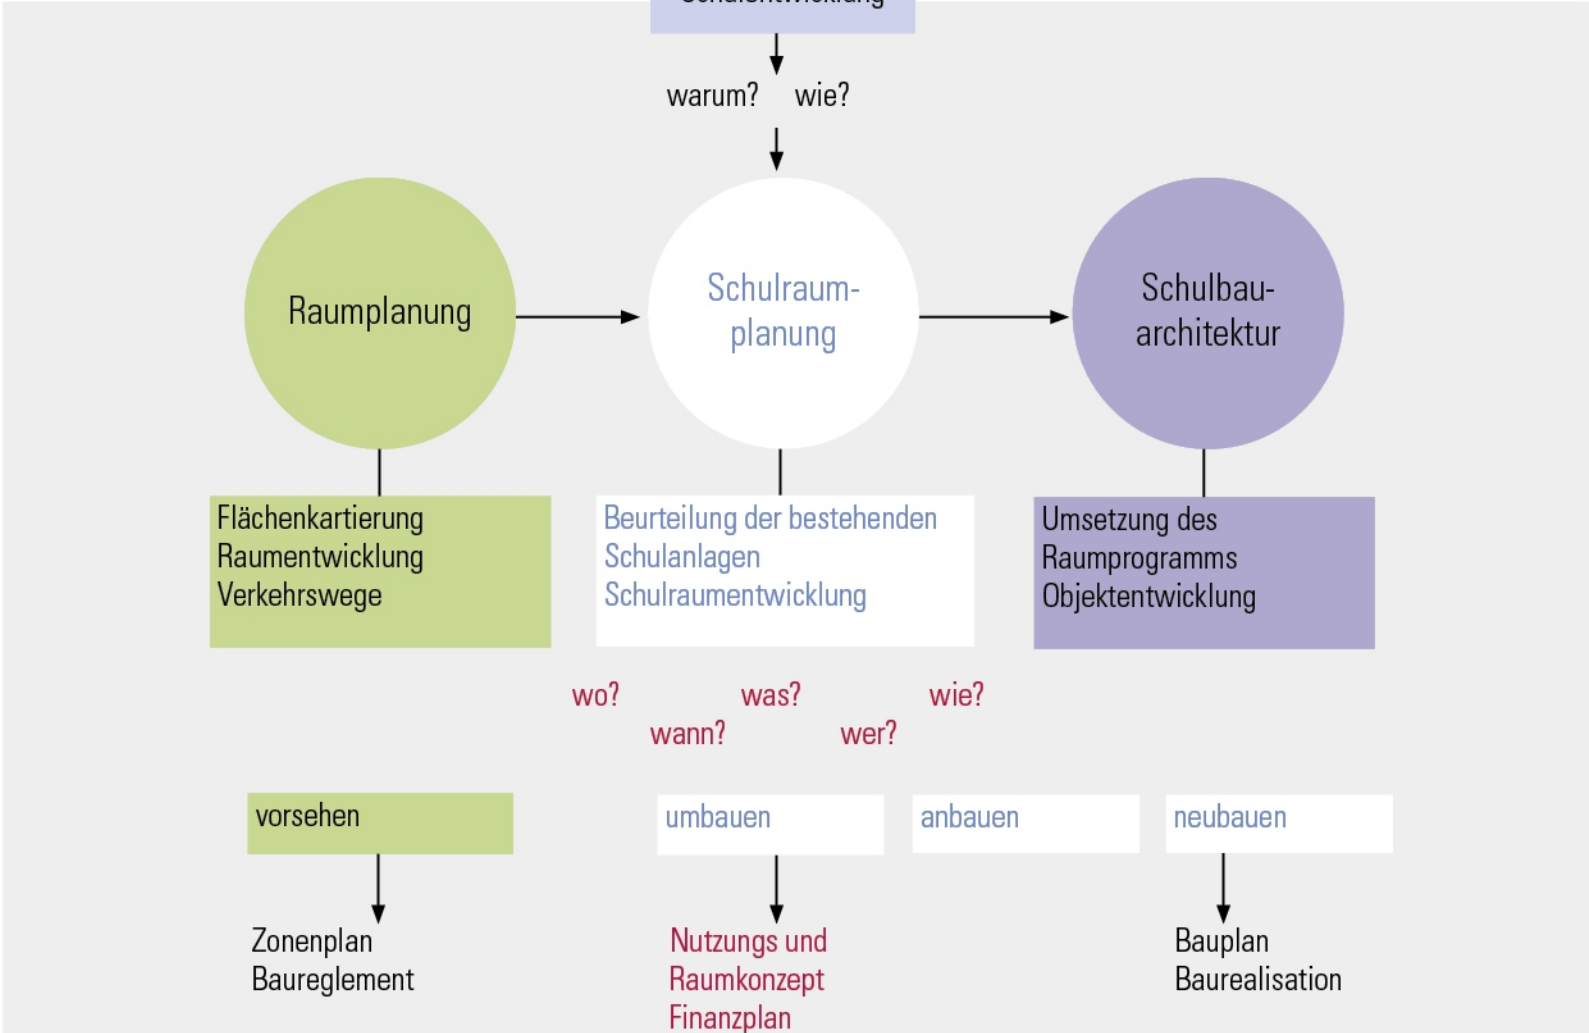 warum? wie?
Raumplanung
Schulraum-
planung
Schulbau-
architektur
Flächenkartierung
Raumentwicklung
Verkehrswege
Beurteilung der bestehenden
Schulanlagen
Schulraumentwicklung
Umsetzung des
Raumprogramms
Objektentwicklung
wo? was? wie?
wann? wer?
vorsehen
umbauen
anbauen
neubauen
Zonenplan
Baureglement
Nutzungs und
Raumkonzept
Finanzplan
Bauplan
Baurealisation